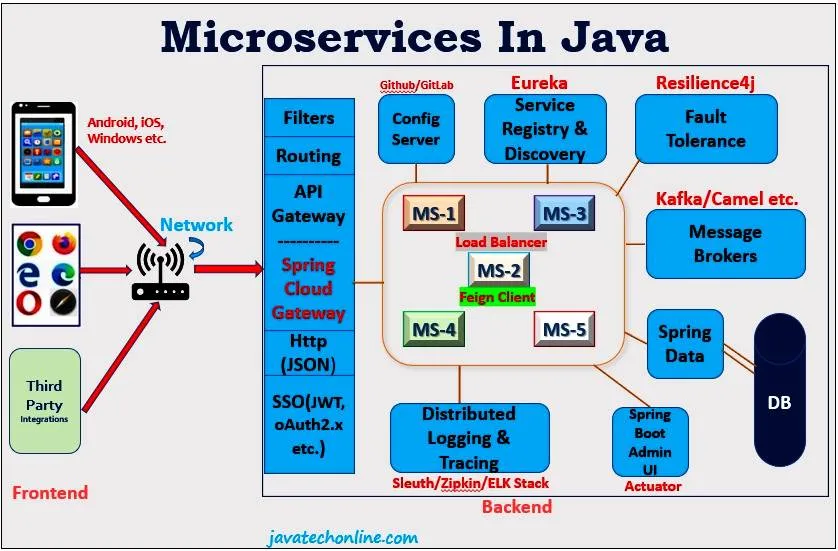 Microservices In Java
Android, iOS,
Windows etc.
Network
Third
Party
Integrations
Frontend
Filters
Routing
API
Gateway
----------
Spring
Cloud
Gateway
Http
(JSON)
SSO(JWT,
oAuth2.x
etc.)
Github/GitLab
Config
Server
Eureka
Service
Registry &
Discovery
Resilience4j
Fault
Tolerance
MS-1
MS-3
Load Balancer
MS-2
Feign Client
MS-4
MS-5
Kafka/Camel etc.
Message
Brokers
Spring
Data
DB
Distributed
Logging &
Tracing
Sleuth/Zipkin/ELK Stack
Spring
Boot
Admin
UI
Actuator
Backend
javatechonline.com